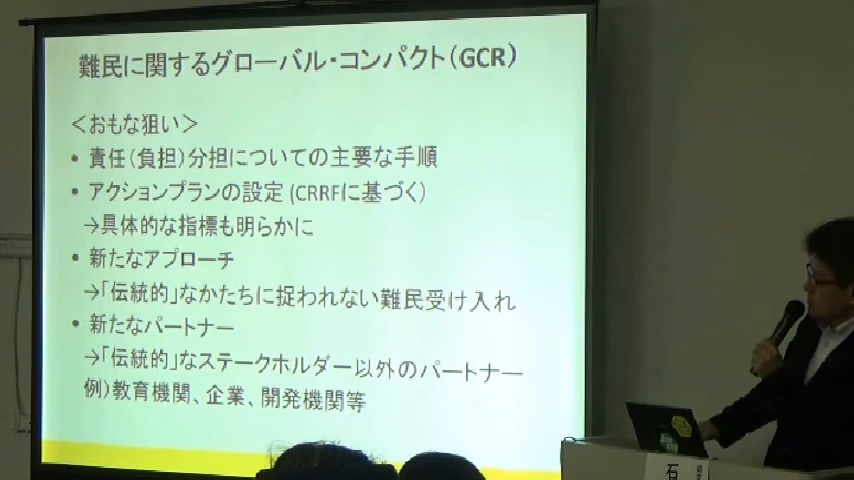 難民に関するグローバル・コンパクト(GCR)
<おもな狙い>
• 責任(負担)分担についての主要な手順
• アクションプランの設定 (CRRFに基づく)
→具体的な指標も明らかに
• 新たなアプローチ
→「伝統的」なかたちに捉われない難民受け入れ
• 新たなパートナー
→「伝統的」なステークホルダー以外のパートナー
例)教育機関、企業、開発機関等
石